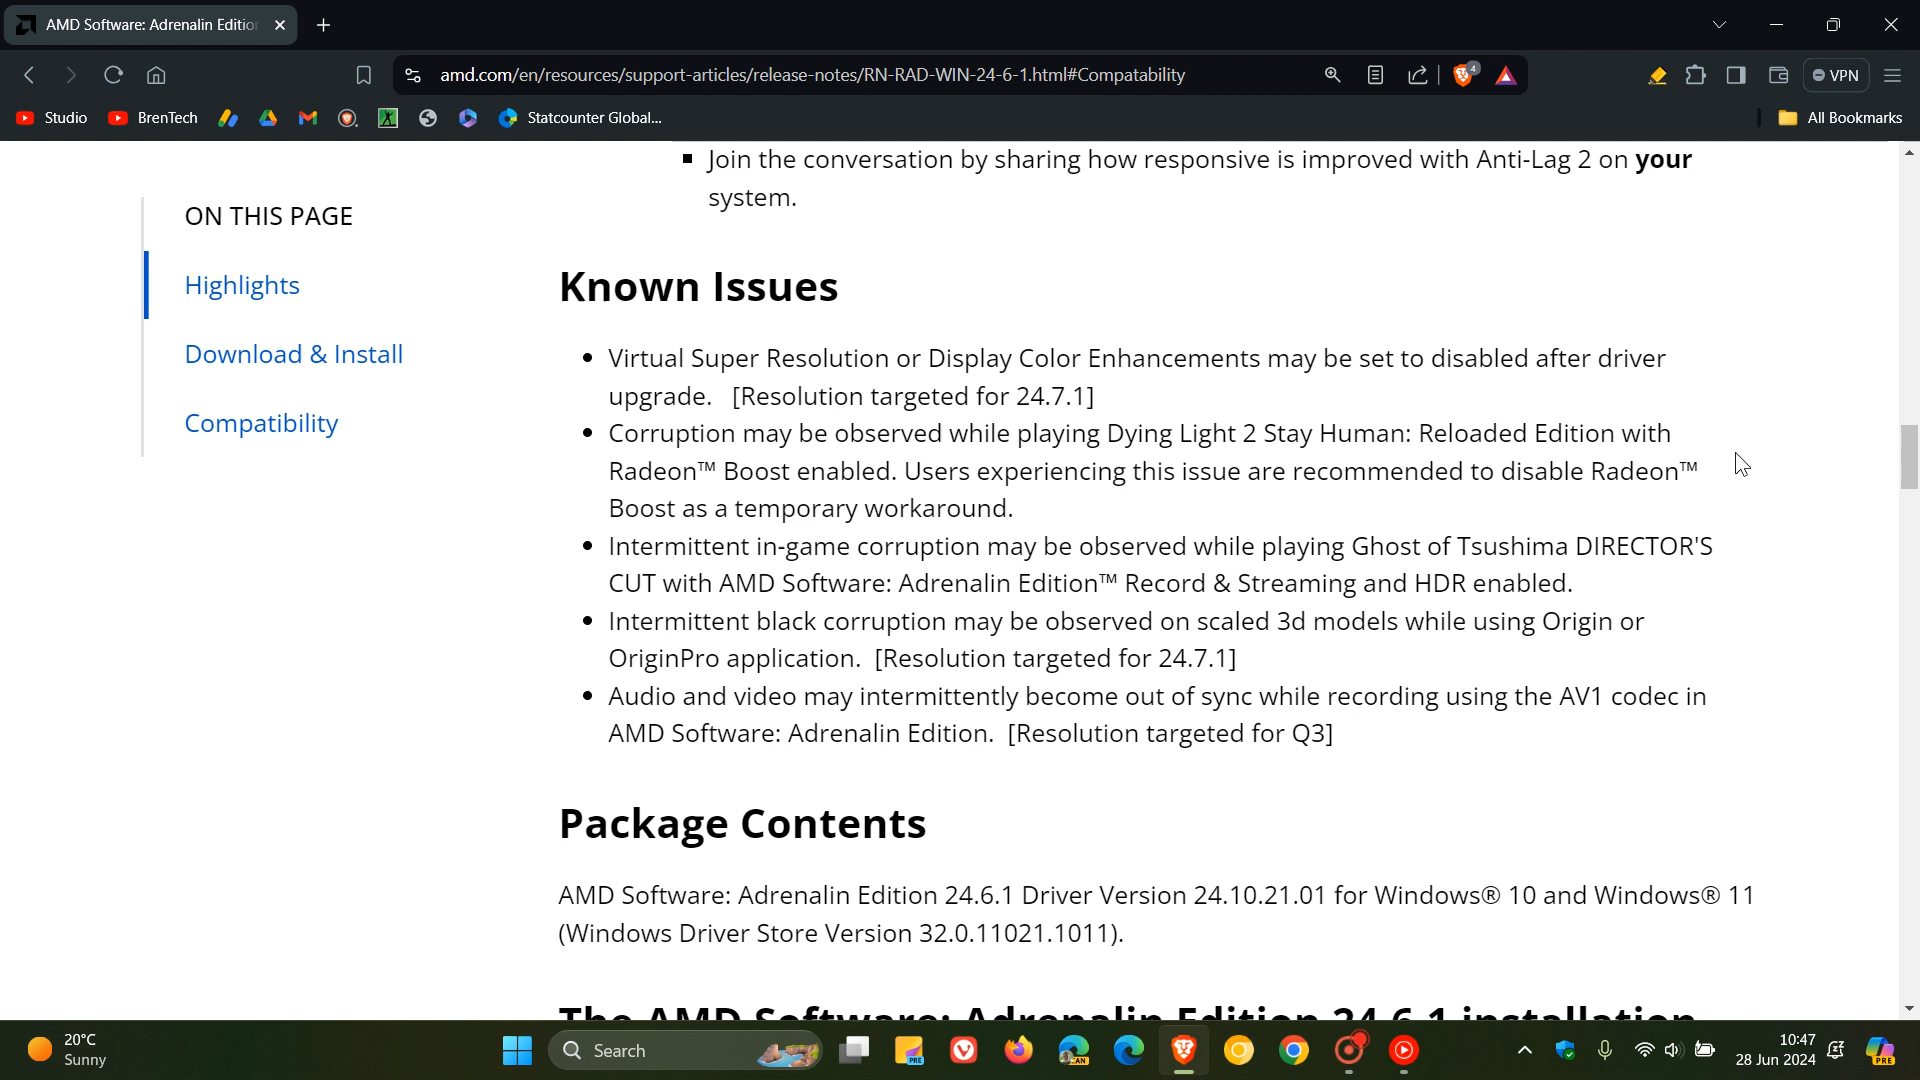 AMD Software: Adrenalin Editio
amd.com/en/resources/support-articles/release-notes/RN-RAD-WIN-24-6-1.html#Compatability
4
VPN
Studio
BrenTech
Statcounter Global...
All Bookmarks
Join the conversation by sharing how responsive is improved with Anti-Lag 2 on your
system.
ON THIS PAGE
Highlights
Download & Install
Compatibility
Known Issues
Virtual Super Resolution or Display Color Enhancements may be set to disabled after driver
upgrade. [Resolution targeted for 24.7.1]
Corruption may be observed while playing Dying Light 2 Stay Human: Reloaded Edition with
Radeon™ Boost enabled. Users experiencing this issue are recommended to disable Radeon™
Boost as a temporary workaround.
Intermittent in-game corruption may be observed while playing Ghost of Tsushima DIRECTOR'S
CUT with AMD Software: Adrenalin Edition™ Record & Streaming and HDR enabled.
Intermittent black corruption may be observed on scaled 3d models while using Origin or
OriginPro application. [Resolution targeted for 24.7.1]
Audio and video may intermittently become out of sync while recording using the AV1 codec in
AMD Software: Adrenalin Edition. [Resolution targeted for Q3]
Package Contents
AMD Software: Adrenalin Edition 24.6.1 Driver Version 24.10.21.01 for Windows® 10 and Windows® 11
(Windows Driver Store Version 32.0.11021.1011).
The AMD Software: Adrenalin Edition 24.6.1 installation
20°C
Sunny
Search
PRE
CAN
10:47
28 Jun 2024
PRE